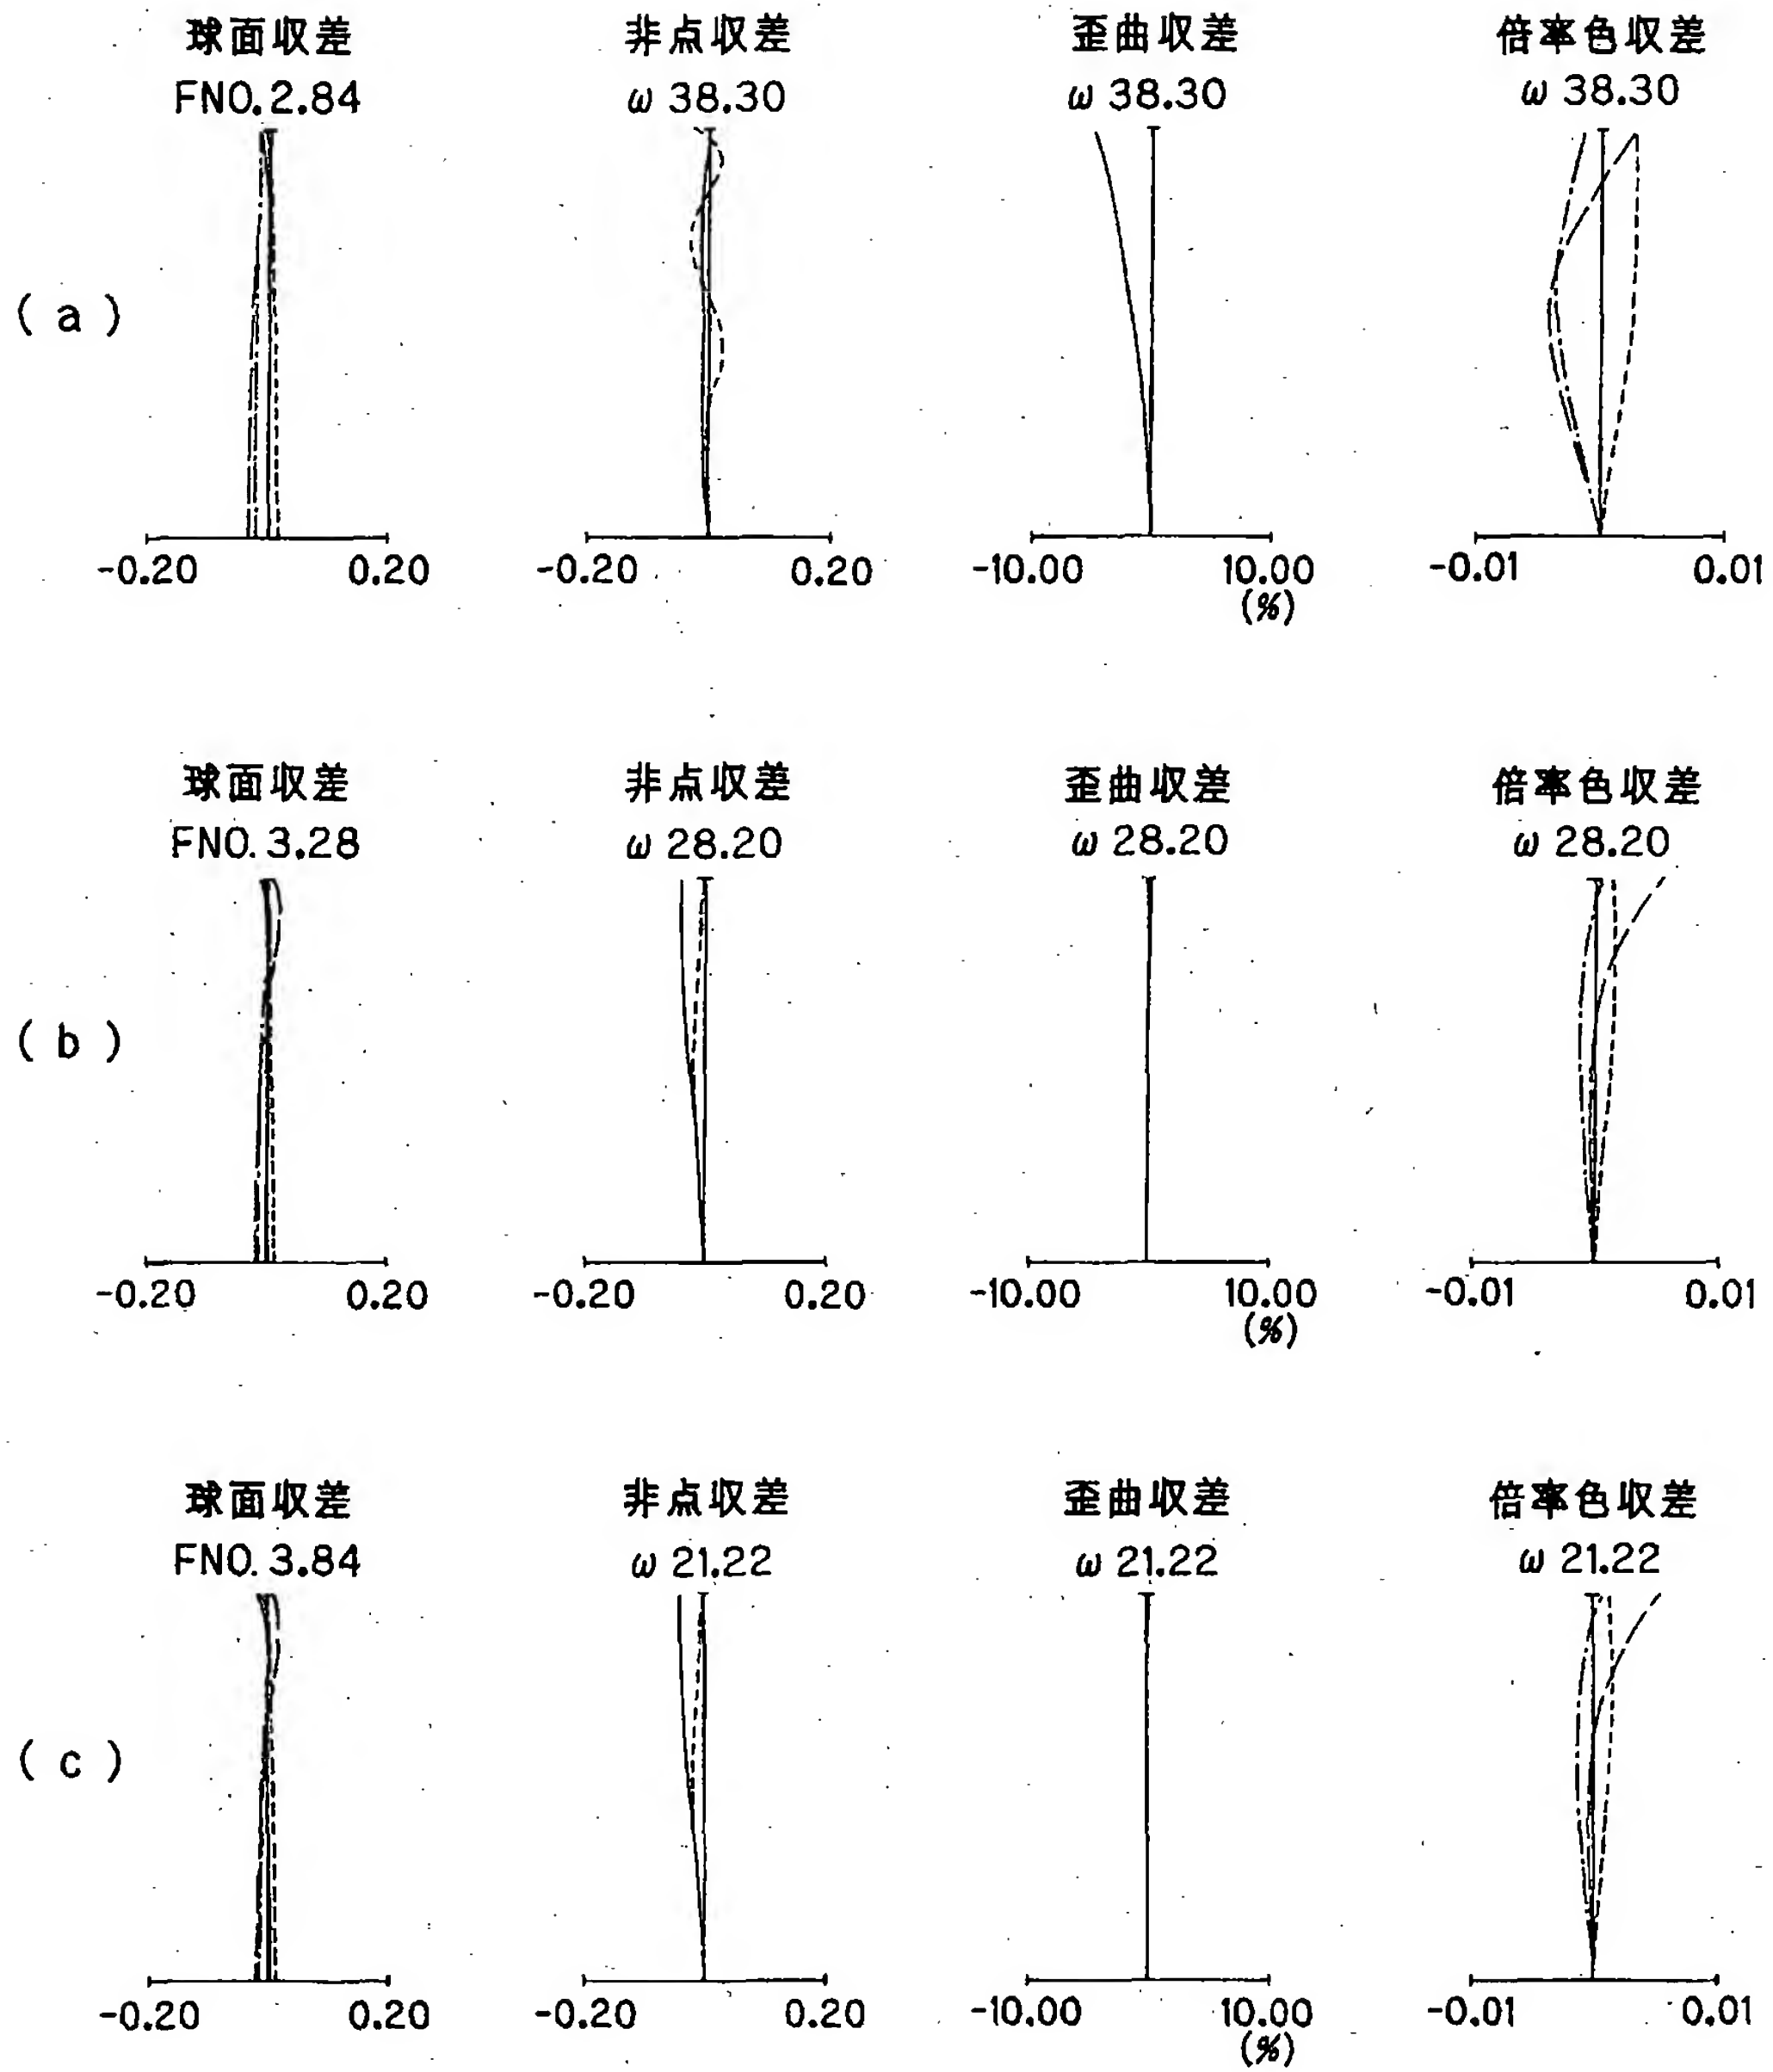 球面収差 非点収差 歪曲収差 倍率色収差
FNO.2.84 ω 38.30 ω 38.30 ω 38.30
( a )
-0.20 0.20 -0.20 0.20 -10.00 10.00 -0.01 0.01
(%)
球面収差 非点収差 歪曲収差 倍率色収差
FNO.3.28 ω 28.20 ω 28.20 ω 28.20
( b )
-0.20 0.20 -0.20 0.20 -10.00 10.00 -0.01 0.01
(%)
球面収差 非点収差 歪曲収差 倍率色収差
FNO.3.84 ω 21.22 ω 21.22 ω 21.22
( c )
-0.20 0.20 -0.20 0.20 -10.00 10.00 -0.01 0.01
(%)